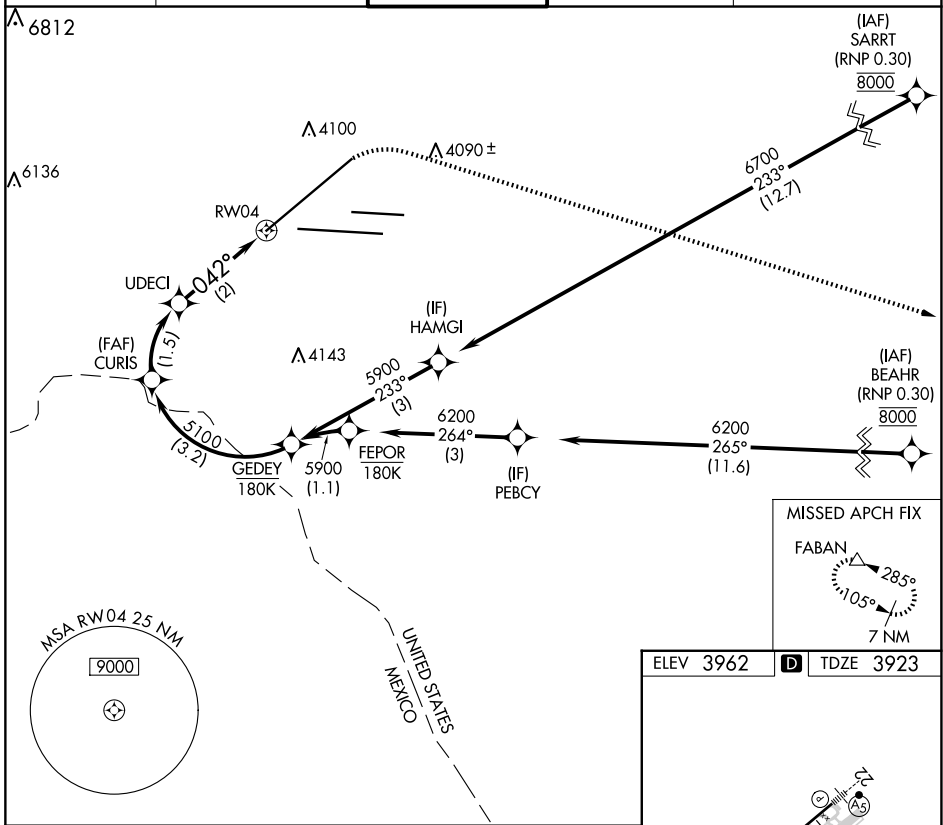 6812
(IAF)
SARRT
(RNP 0.30)
8000
4100
4090 ±
6136
6700
233°
(12.7)
RW04
042°
(2)
UDECI
(IF)
HAMGI
(FAF)
CURIS
(1.5)
4143
5900
233°
(3)
(IAF)
BEAHR
(RNP 0.30)
8000
5100
(3.2)
6200
264°
(3)
6200
265°
(11.6)
GEDEY
180K
5900
(1.1)
FEPOR
180K
(IF)
PEBCY
MISSED APCH FIX
FABAN
285°
105°
7 NM
MSA RW04 25 NM
9000
UNITED STATES
MEXICO
ELEV 3962
D
TDZE 3923
22
P
A5